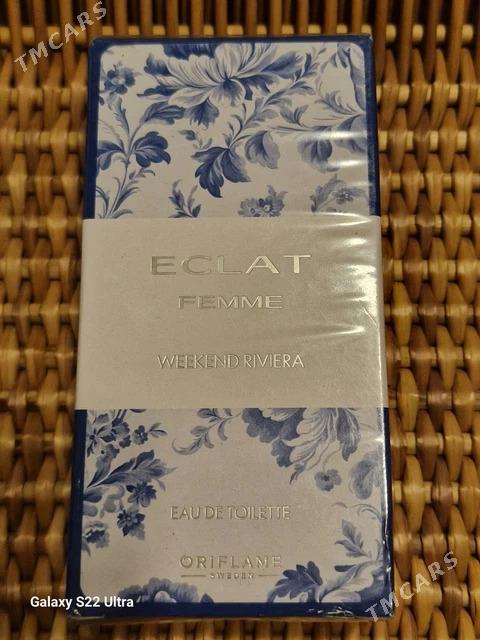 TMCARS
ECLAT
FEMME
WEEKEND RIVIERA
EAU DE TOILETTE
ORIFLAME
SWEDEN
Galaxy S22 Ultra
TMCARS